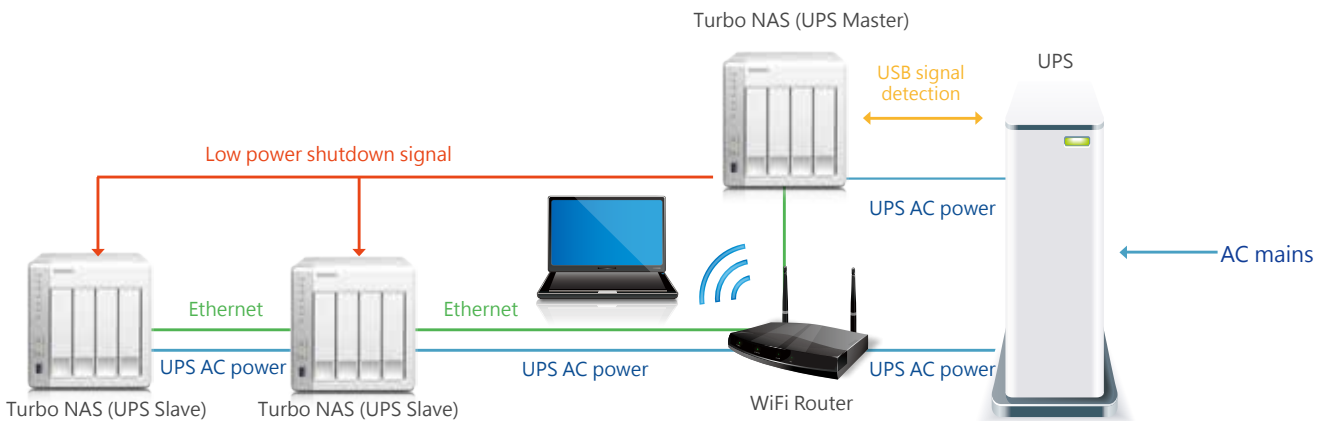 Turbo NAS (UPS Master)
USB signal
detection
UPS
Low power shutdown signal
UPS AC power
AC mains
Ethernet
Ethernet
UPS AC power
UPS AC power
UPS AC power
Turbo NAS (UPS Slave)
Turbo NAS (UPS Slave)
WiFi Router